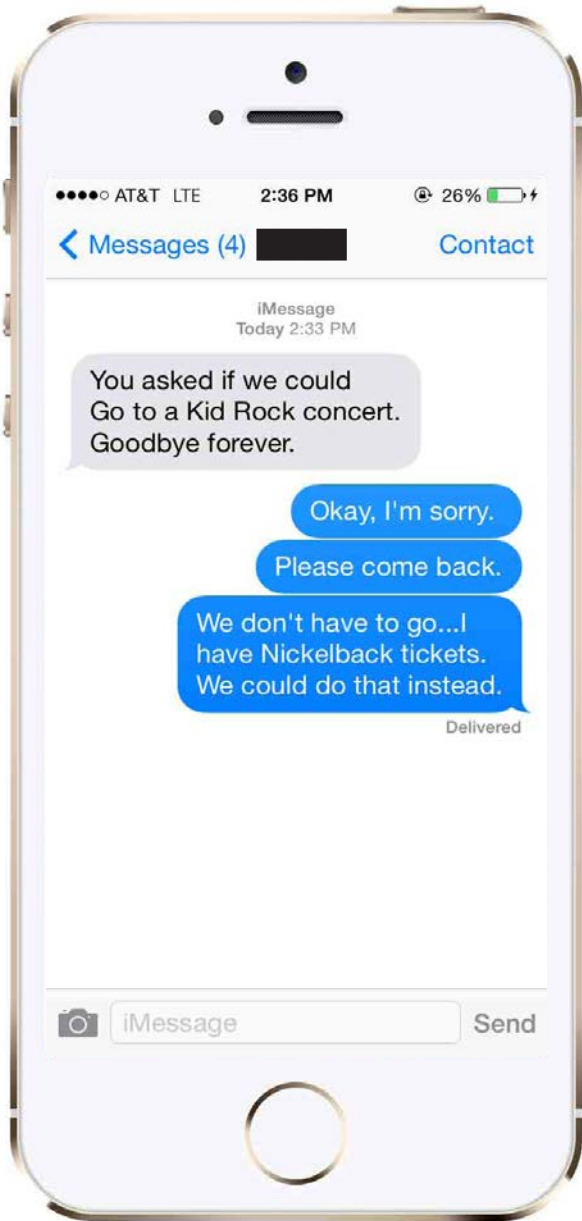 AT&T LTE 2:36 PM 26%
Messages (4) Contact
iMessage
Today 2:33 PM
You asked if we could
Go to a Kid Rock concert.
Goodbye forever.
Okay, I'm sorry.
Please come back.
We don't have to go...I
have Nickelback tickets.
We could do that instead.
Delivered
iMessage Send